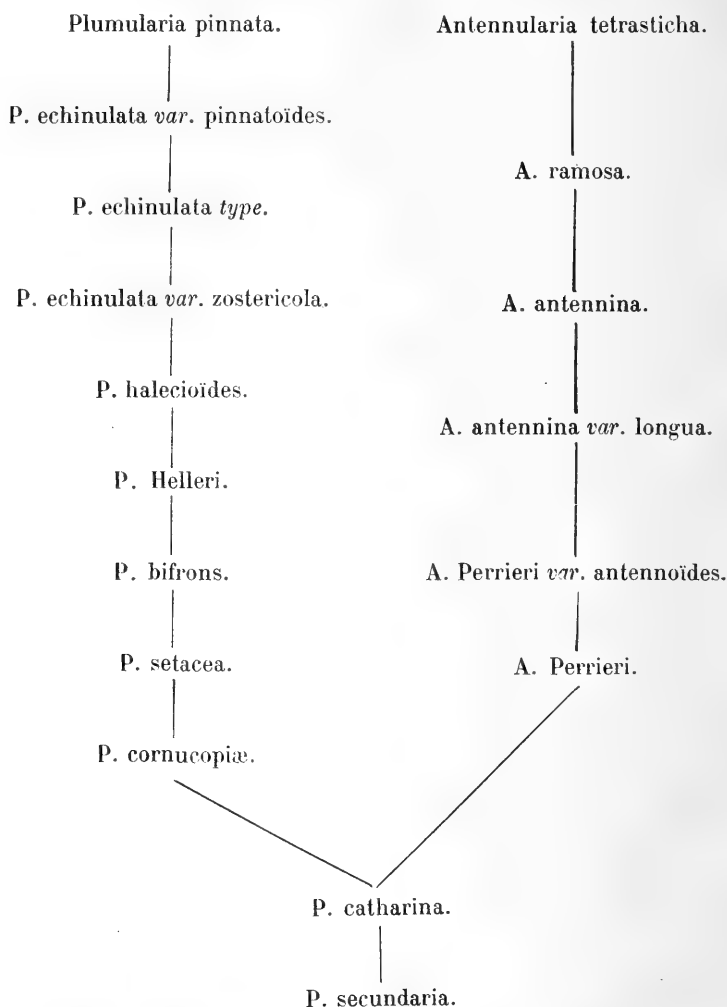 Plumularia pinnata.
Antennularia tetrasticha.
P. echinulata var. pinnatoïdes.
A. ramosa.
P. echinulata type.
P. echinulata var. zostericola.
A. antennina.
P. halecioïdes.
A. antennina var. longua.
P. Helleri.
P. bifrons.
A. Perrieri var. antennoïdes.
P. setacea.
A. Perrieri.
P. cornucopiæ.
P. catharina.
P. secundaria.